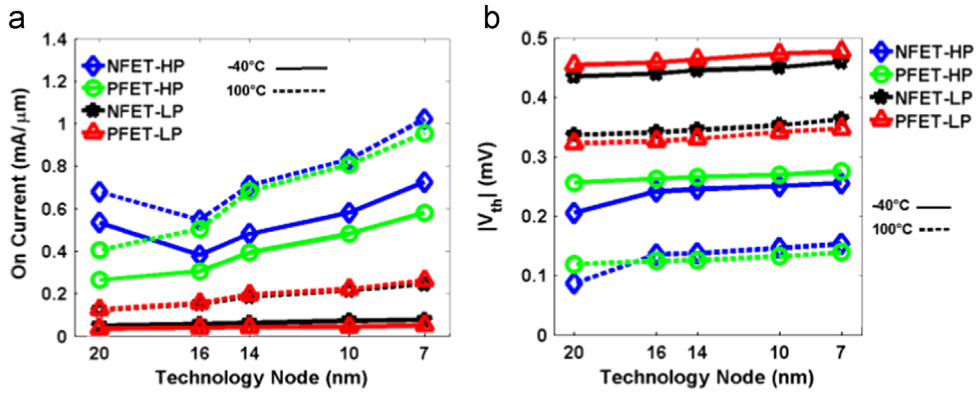 a
On Current (mA/μm)
1.4
1.2
1
0.8
0.6
0.4
0.2
0
NFET-HP
PFET-HP
NFET-LP
PFET-LP
-40°C
100°C
20 16 14 10 7
Technology Node (nm)
b
|Vth| (mV)
0.5
0.4
0.3
0.2
0.1
0
20 16 14 10 7
Technology Node (nm)
NFET-HP
PFET-HP
NFET-LP
PFET-LP
-40°C
100°C